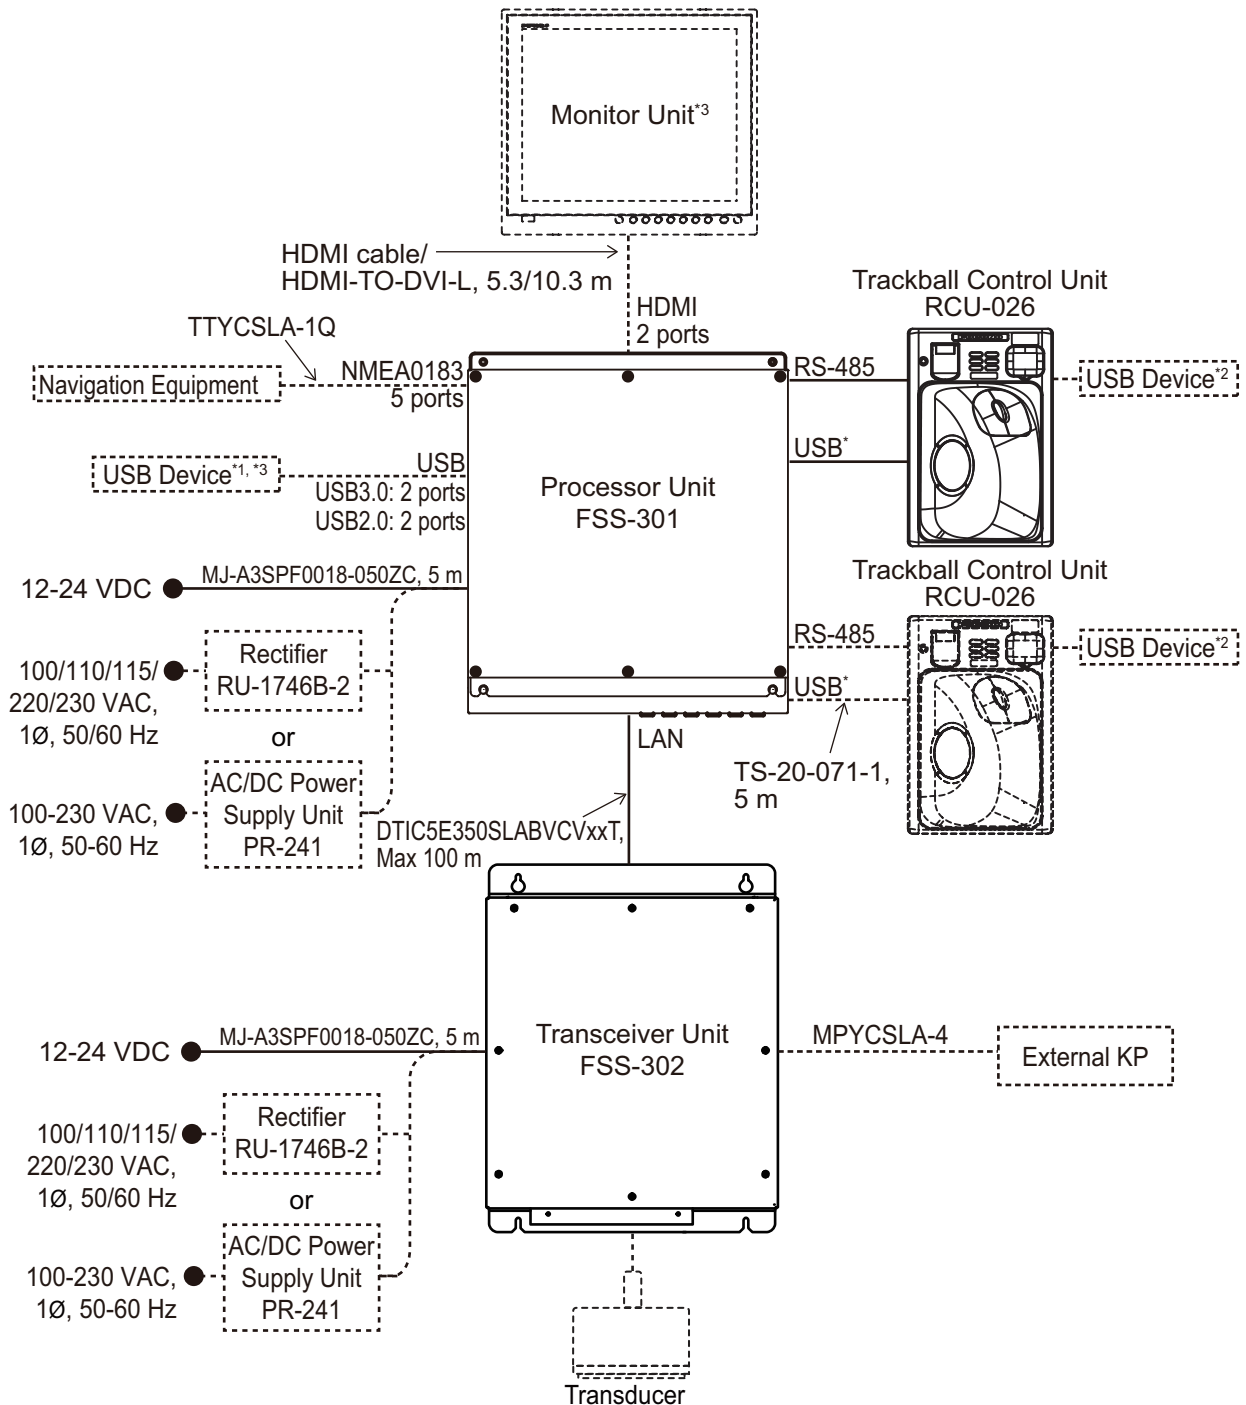 Monitor Unit*3
HDMI cable/
HDMI-TO-DVI-L, 5.3/10.3 m
HDMI
2 ports
TTYCSLA-1Q
Navigation Equipment
NMEA0183
5 ports
USB Device*1, *3
USB
USB3.0: 2 ports
USB2.0: 2 ports
Processor Unit
FSS-301
Trackball Control Unit
RCU-026
RS-485
USB Device*2
USB*
Trackball Control Unit
RCU-026
RS-485
USB Device*2
USB*
TS-20-071-1,
5 m
12-24 VDC
MJ-A3SPF0018-050ZC, 5 m
100/110/115/
220/230 VAC,
1Ø, 50/60 Hz
Rectifier
RU-1746B-2
or
100-230 VAC,
1Ø, 50-60 Hz
AC/DC Power
Supply Unit
PR-241
LAN
DTIC5E350SLABVCVxxT,
Max 100 m
Transceiver Unit
FSS-302
MPYCSLA-4
External KP
12-24 VDC
MJ-A3SPF0018-050ZC, 5 m
100/110/115/
220/230 VAC,
1Ø, 50/60 Hz
Rectifier
RU-1746B-2
or
100-230 VAC,
1Ø, 50-60 Hz
AC/DC Power
Supply Unit
PR-241
Transducer